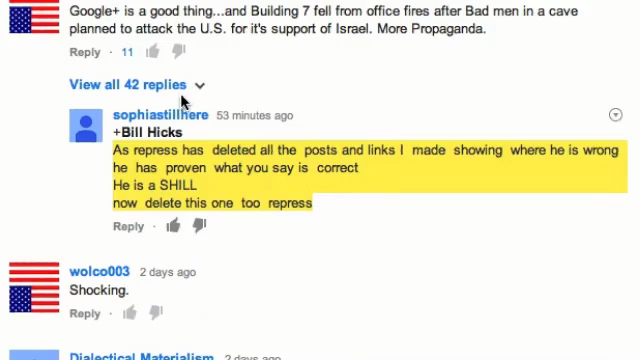 Google+ is a good thing...and Building 7 fell from office fires after Bad men in a cave
planned to attack the U.S. for it's support of Israel. More Propaganda.
Reply · 11
View all 42 replies
sophiastillhere 53 minutes ago
+Bill Hicks
As repress has deleted all the posts and links I made showing where he is wrong
he has proven what you say is correct
He is a SHILL
now delete this one too repress
Reply ·
wolco003 2 days ago
Shocking.
Reply ·
Dialectical Materialism 2 days ago